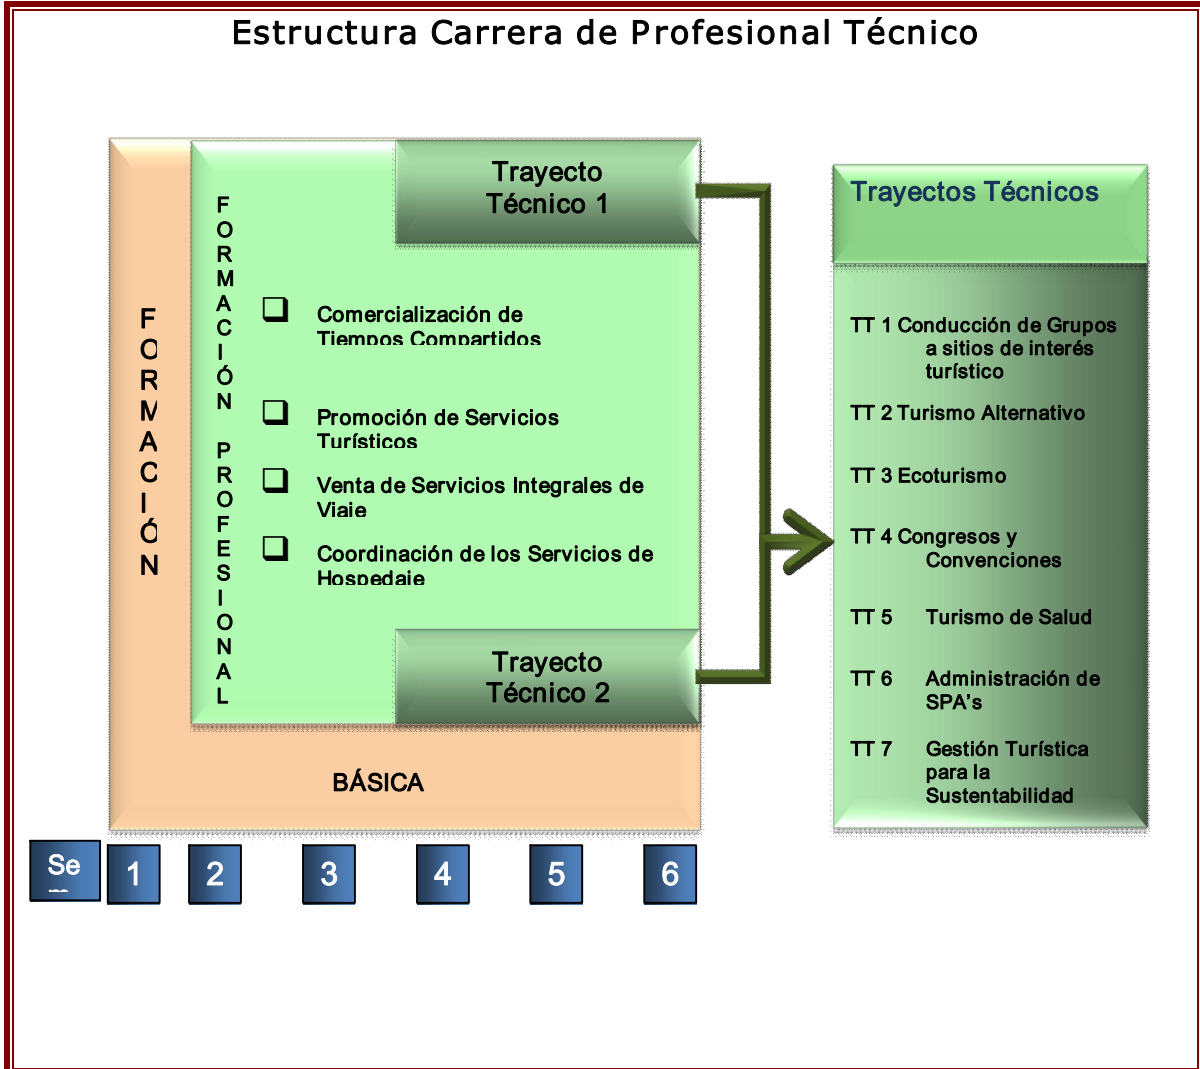 Estructura Carrera de Profesional Técnico
Trayecto
Técnico 1
FORMACIÓN
FORMACIÓN PROFESIONAL
Comercialización de
Tiempos Compartidos
Promoción de Servicios
Turísticos
Venta de Servicios Integrales de
Viaje
Coordinación de los Servicios de
Hospedaje
Trayecto
Técnico 2
BÁSICA
Trayectos Técnicos
TT 1 Conducción de Grupos
a sitios de interés
turístico
TT 2 Turismo Alternativo
TT 3 Ecoturismo
TT 4 Congresos y
Convenciones
TT 5 Turismo de Salud
TT 6 Administración de
SPA's
TT 7 Gestión Turística
para la
Sustentabilidad
Se
m
1 2 3 4 5 6